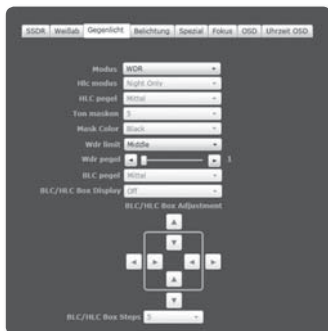 SSDR Weißab Gegenlicht Belichtung Spezial Fokus OSD Uhrzeit OSD
Modus WDR
Hlc modus Night Only
HLC pegel Mittel
Ton masken 5
Mask Color Black
Wdr limit Middle
Wdr pegel 1
BLC pegel Mittel
BLC/HLC Box Display Off
BLC/HLC Box Adjustment
BLC/HLC Box Steps 5